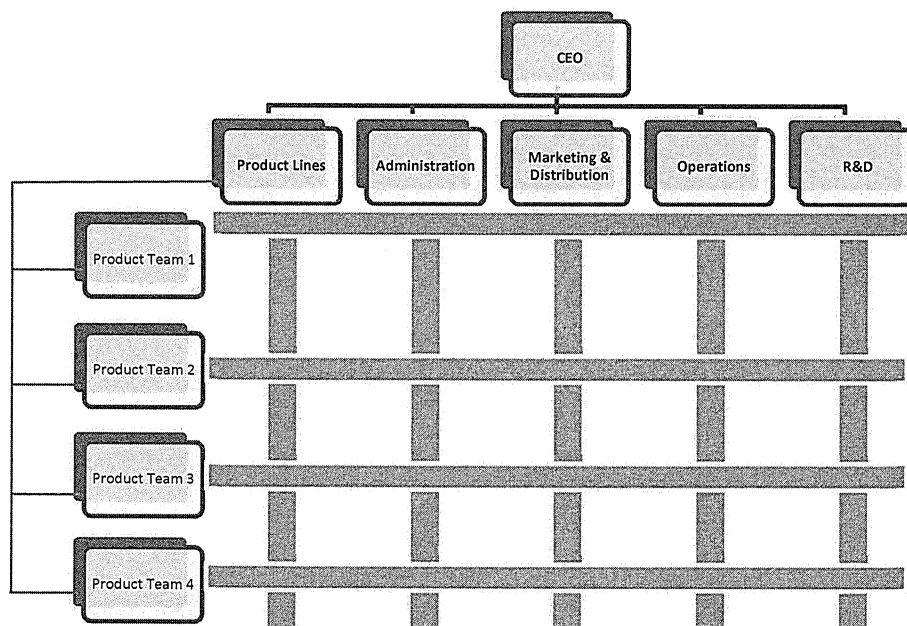 CEO
Product Lines
Administration
Marketing &
Distribution
Operations
R&D
Product Team 1
Product Team 2
Product Team 3
Product Team 4